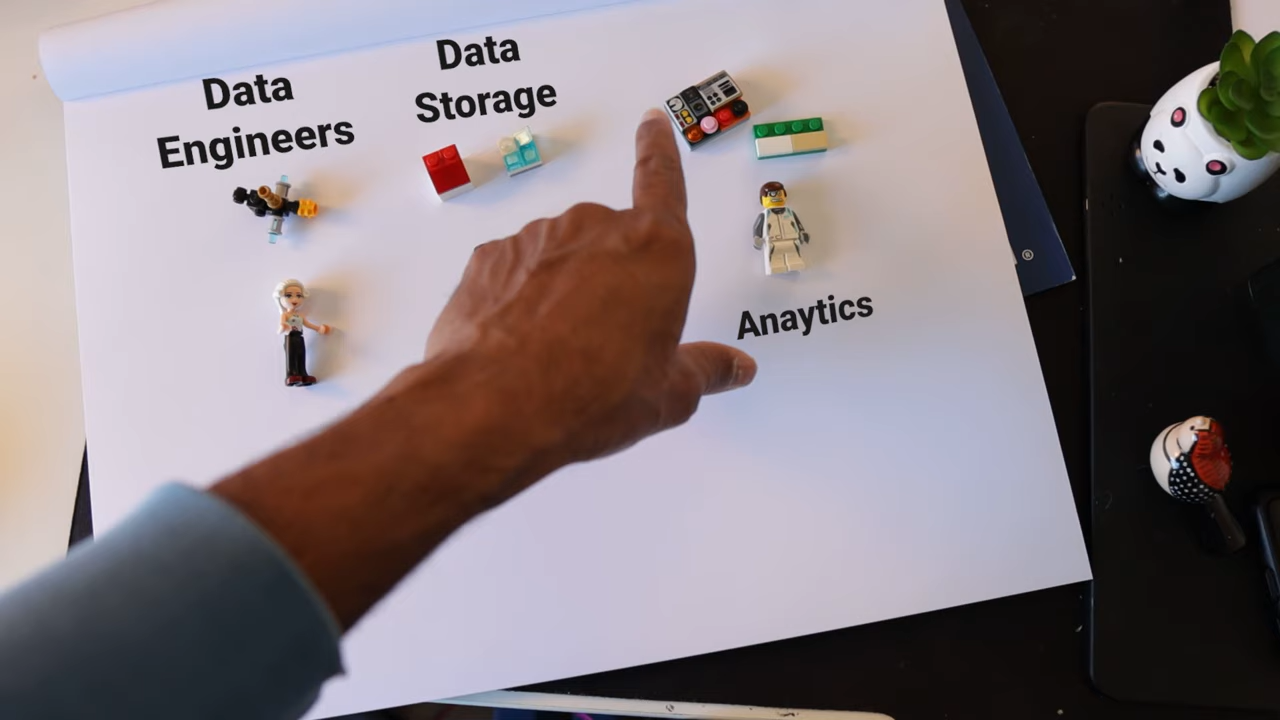 Data
Engineers
Data
Storage
Anaytics
®